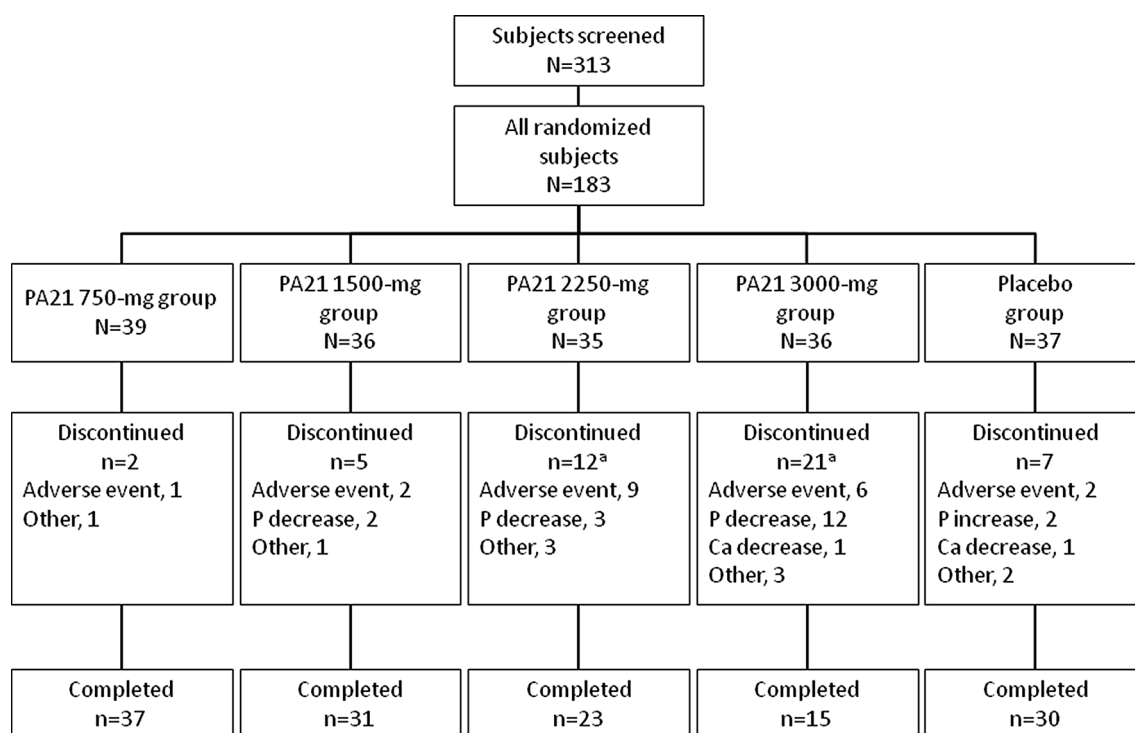 Subjects screened
N=313
All randomized
subjects
N=183
PA21 750-mg group
N=39
PA21 1500-mg
group
N=36
PA21 2250-mg
group
N=35
PA21 3000-mg
group
N=36
Placebo
group
N=37
Discontinued
n=2
Adverse event, 1
Other, 1
Discontinued
n=5
Adverse event, 2
P decrease, 2
Other, 1
Discontinued
n=12ª
Adverse event, 9
P decrease, 3
Other, 3
Discontinued
n=21ª
Adverse event, 6
P decrease, 12
Ca decrease, 1
Other, 3
Discontinued
n=7
Adverse event, 2
P increase, 2
Ca decrease, 1
Other, 2
Completed
n=37
Completed
n=31
Completed
n=23
Completed
n=15
Completed
n=30